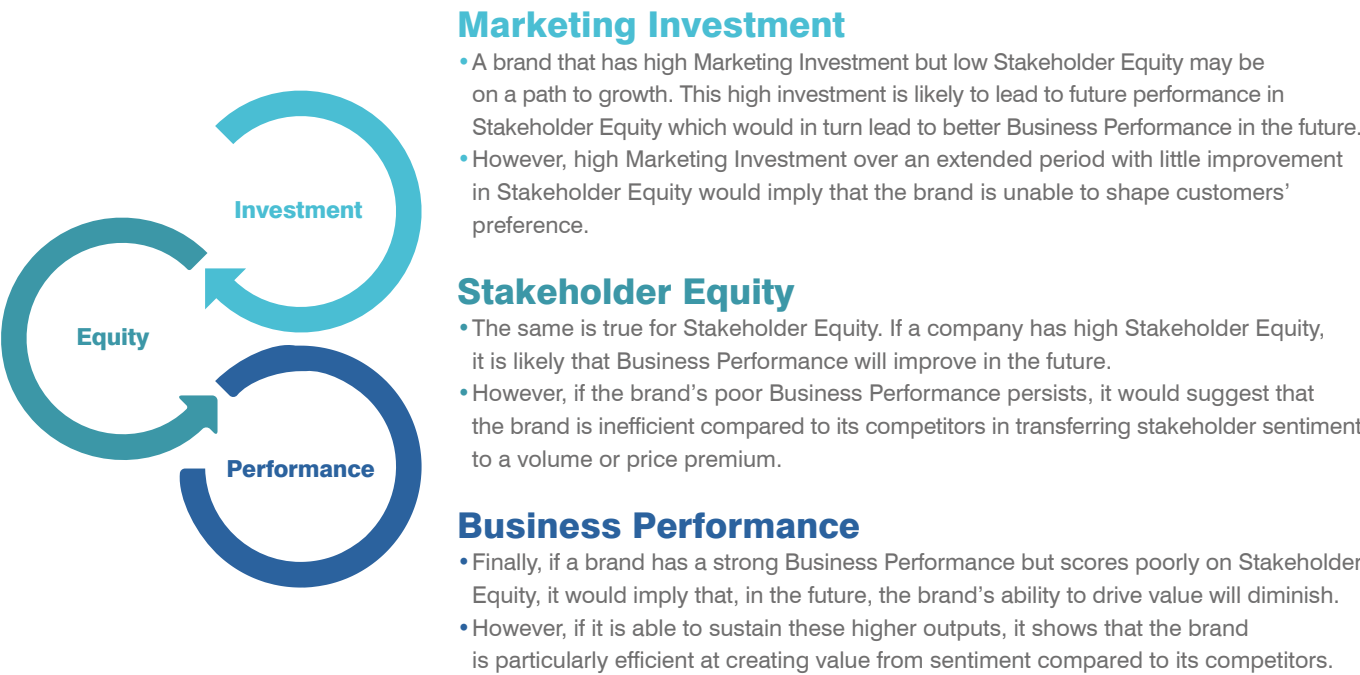 Marketing Investment
•A brand that has high Marketing Investment but low Stakeholder Equity may be
on a path to growth. This high investment is likely to lead to future performance in
Stakeholder Equity which would in turn lead to better Business Performance in the future.
•However, high Marketing Investment over an extended period with little improvement
in Stakeholder Equity would imply that the brand is unable to shape customers’
preference.
Investment
Stakeholder Equity
•The same is true for Stakeholder Equity. If a company has high Stakeholder Equity,
it is likely that Business Performance will improve in the future.
•However, if the brand’s poor Business Performance persists, it would suggest that
the brand is inefficient compared to its competitors in transferring stakeholder sentiment
to a volume or price premium.
Equity
Business Performance
•Finally, if a brand has a strong Business Performance but scores poorly on Stakeholder
Equity, it would imply that, in the future, the brand’s ability to drive value will diminish.
•However, if it is able to sustain these higher outputs, it shows that the brand
is particularly efficient at creating value from sentiment compared to its competitors.
Performance